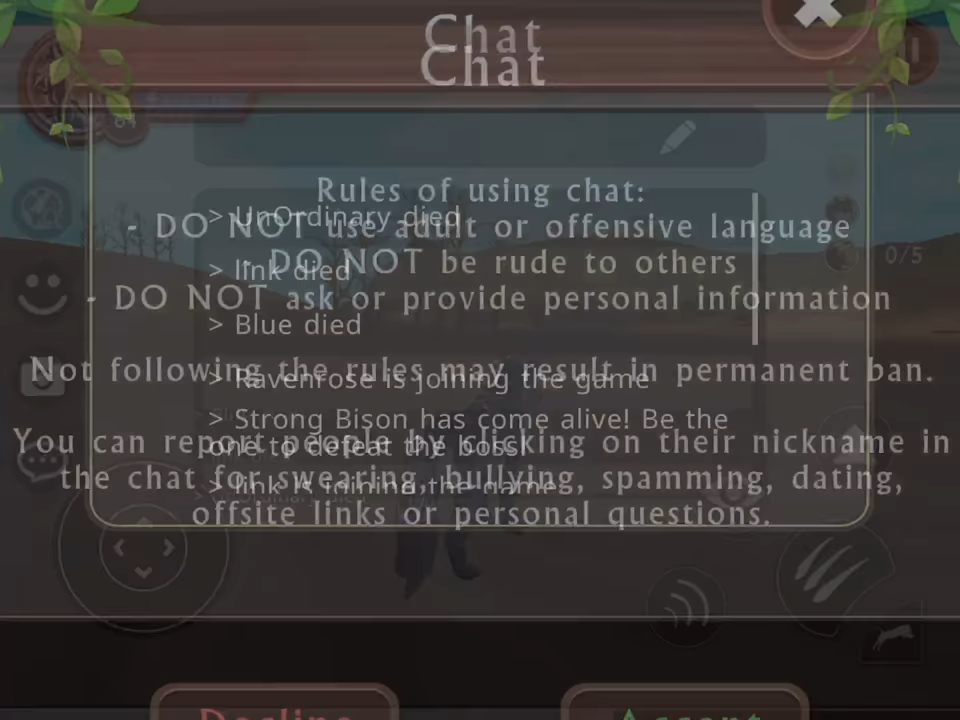 Chat
Chat
Rules of using chat:
> UnOrdinary died
- DO NOT use adult or offensive language
- DO NOT be rude to others
> link died
- DO NOT ask or provide personal information
> Blue died
0/5
Not following the rules may result in permanent ban.
> Ravenrose is joining the game
> Strong Bison has come alive! Be the
one to defeat the boss!
You can report people by clicking on their nickname in
the chat for swearing, bullying, spamming, dating,
> link is joining the game
offsite links or personal questions.
Decline
Accept